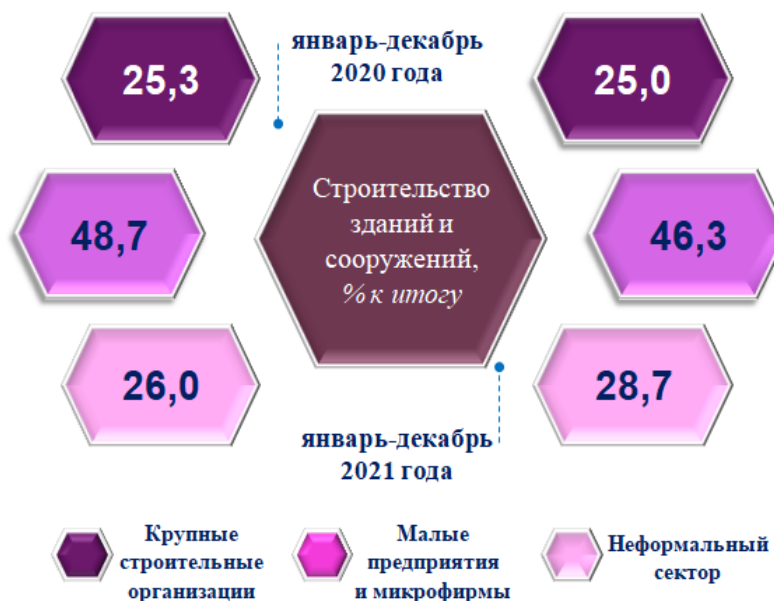 январь-декабрь
2020 года
25,3
25,0
Строительство
зданий и
сооружений,
% к итогу
48,7
46,3
26,0
28,7
январь-декабрь
2021 года
Крупные
строительные
организации
Малые
предприятия
и микрофирмы
Неформальный
сектор